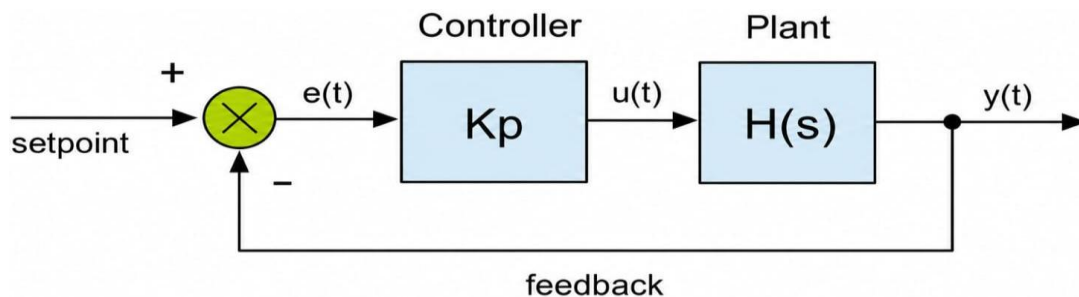 Controller
Plant
+
e(t)
u(t)
y(t)
Kp
H(s)
setpoint
−
feedback